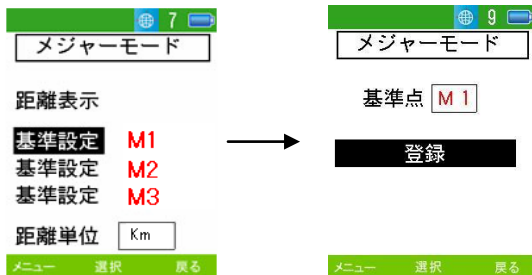 7
メジャーモード
距離表示
基準設定 M1
基準設定 M2
基準設定 M3
距離単位 Km
メニュー 選択 戻る
9
メジャーモード
基準点 M 1
登録
メニュー 選択 戻る